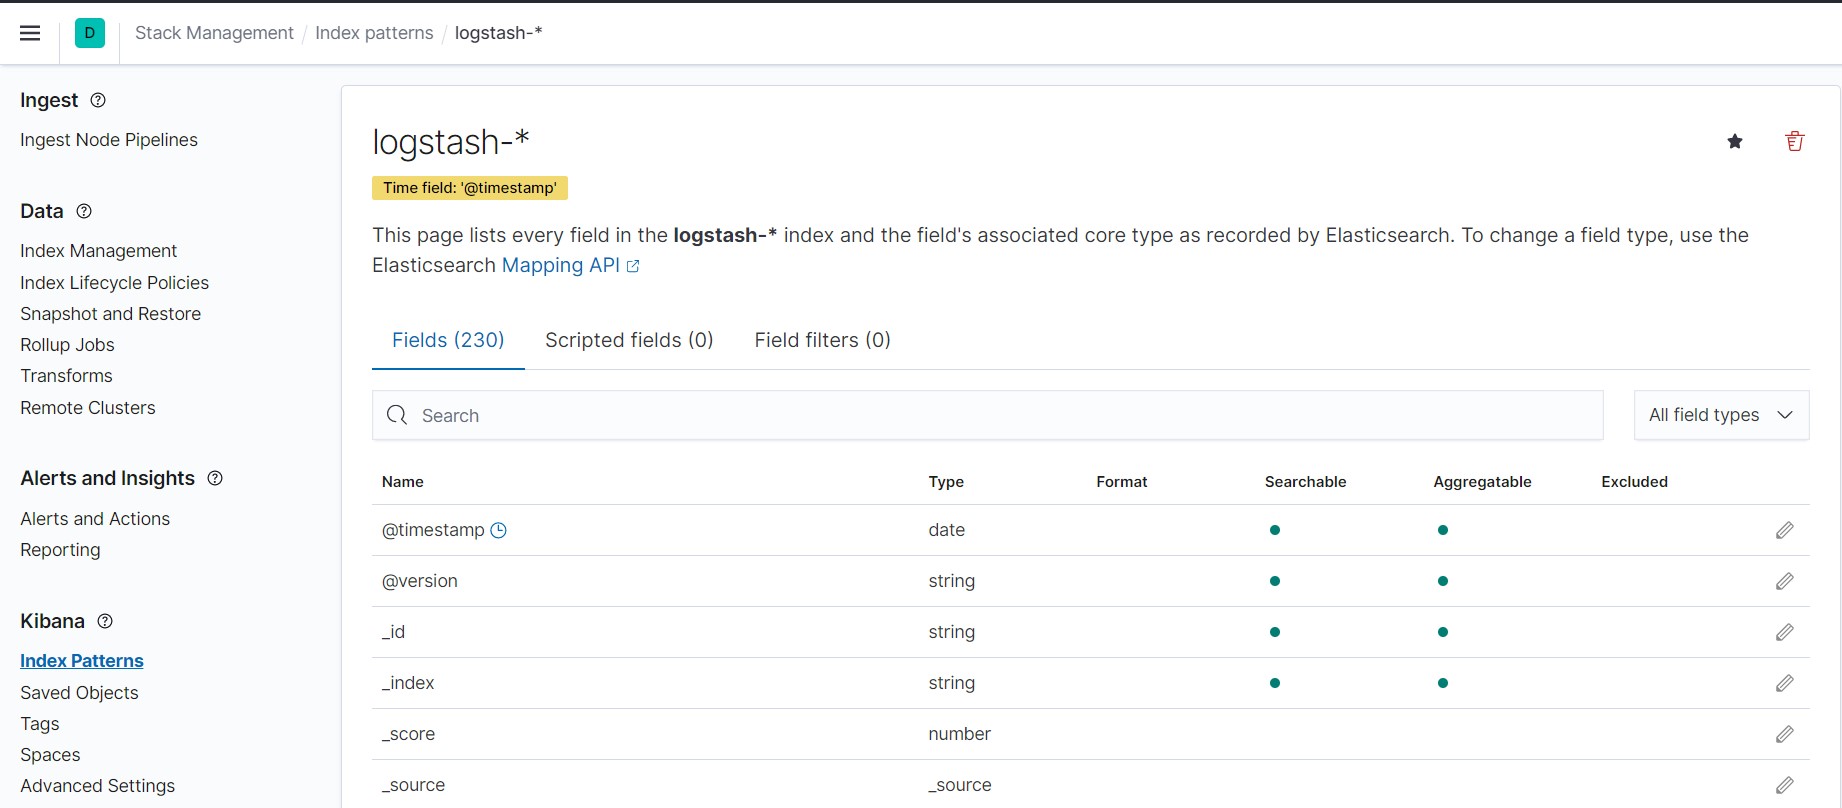 D
Stack Management / Index patterns / logstash-*
Ingest
Ingest Node Pipelines
Data
Index Management
Index Lifecycle Policies
Snapshot and Restore
Rollup Jobs
Transforms
Remote Clusters
Alerts and Insights
Alerts and Actions
Reporting
Kibana
Index Patterns
Saved Objects
Tags
Spaces
Advanced Settings
logstash-*
Time field: '@timestamp'
This page lists every field in the logstash-* index and the field's associated core type as recorded by Elasticsearch. To change a field type, use the
Elasticsearch Mapping API
Fields (230) Scripted fields (0) Field filters (0)
Search All field types
Name Type Format Searchable Aggregatable Excluded
@timestamp date
@version string
_id string
_index string
_score number
_source _source